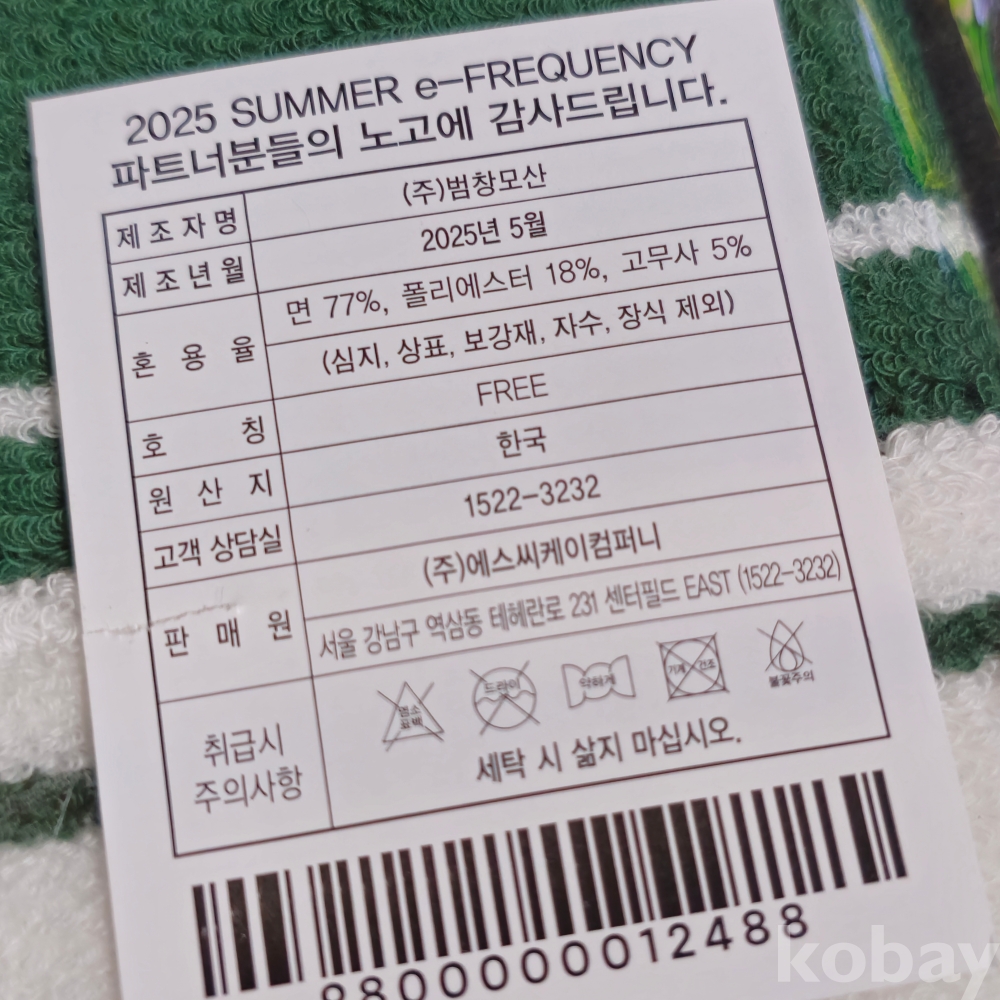 2025 SUMMER e-FREQUENCY
파트너분들의 노고에 감사드립니다.
제조자명 (주)범창모산
제조년월 2025년 5월
혼용율 면 77%, 폴리에스터 18%, 고무사 5%
(심지, 상표, 보강재, 자수, 장식 제외)
호칭 FREE
원산지 한국
고객 상담실 1522-3232
판매원 (주)에스씨케이컴퍼니
서울 강남구 역삼동 테헤란로 231 센터필드 EAST (1522-3232)
취급시 주의사항
염소 표백 드라이 약하게 기계 건조 불꽃주의
세탁 시 삶지 마십시오.
8800000012488
kobay